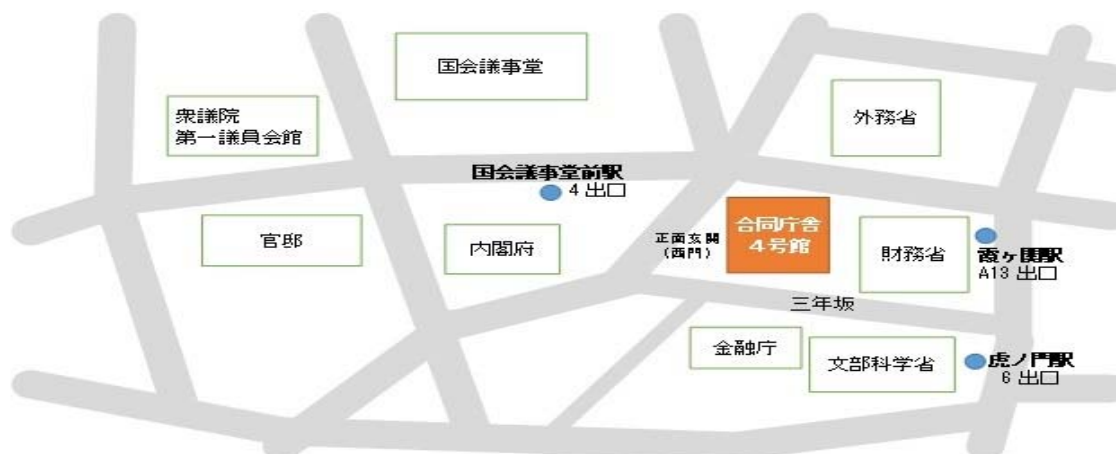 国会議事堂
衆議院
第一議員会館
外務省
国会議事堂前駅
4 出口
官邸
内閣府
正面玄関
(西門)
合同庁舎
4号館
財務省
霞ヶ関駅
A13 出口
三年坂
金融庁
文部科学省
虎ノ門駅
6 出口